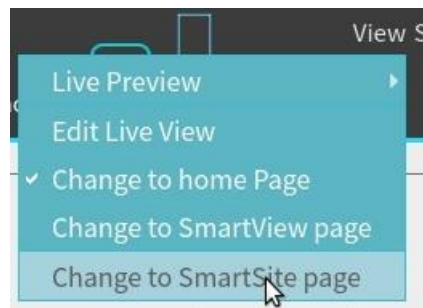 View S
Live Preview
Edit Live View
Change to home Page
Change to SmartView page
Change to SmartSite page